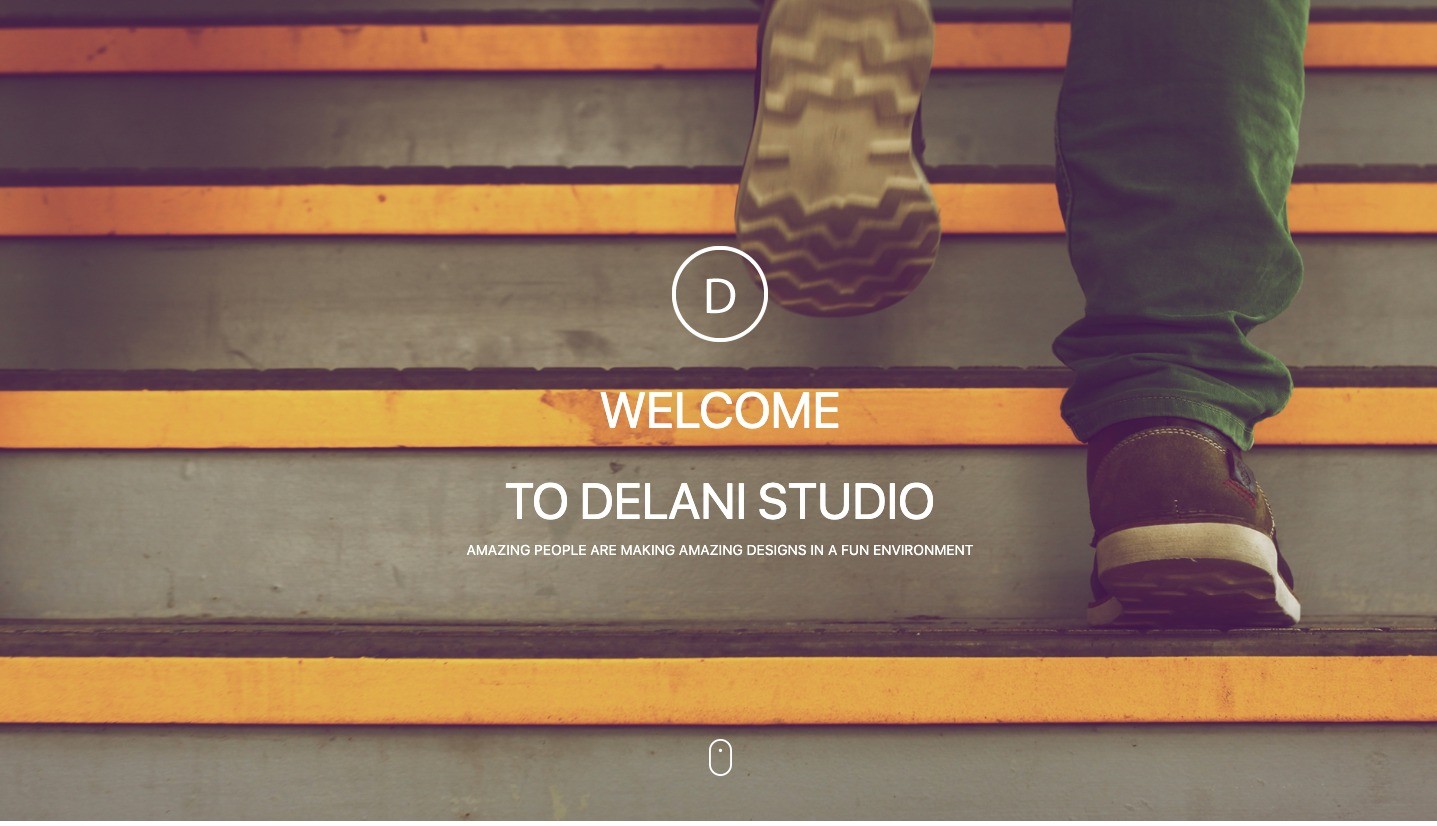 D
WELCOME
TO DELANI STUDIO
AMAZING PEOPLE ARE MAKING AMAZING DESIGNS IN A FUN ENVIRONMENT